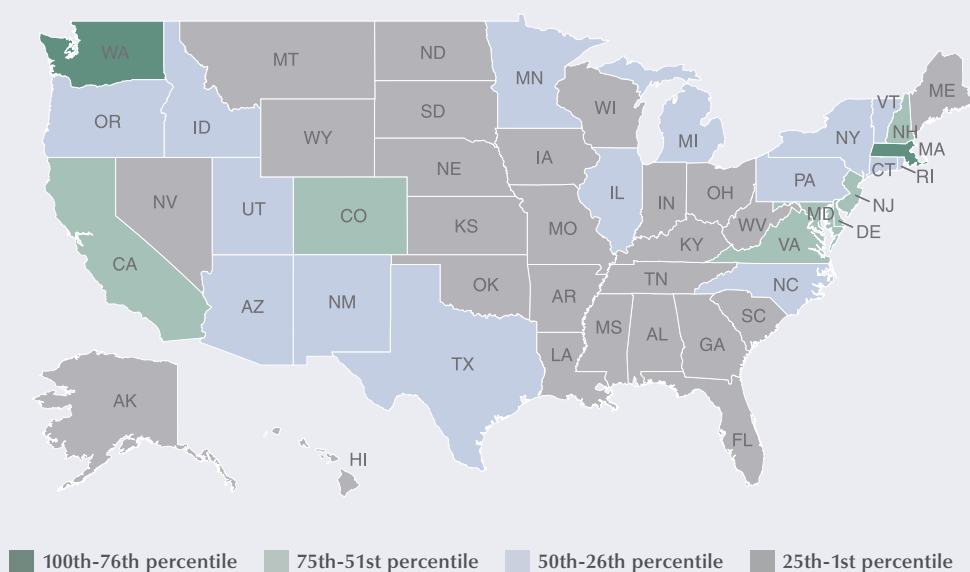 WA
MT
ND
MN
ME
VT
OR
ID
SD
WI
NH
NY
MA
MI
WY
CT
RI
IA
PA
NE
NV
UT
CO
IL
IN
OH
NJ
MD
DE
WV
KS
MO
VA
CA
KY
TN
NC
OK
AZ
NM
AR
SC
MS
AL
GA
LA
TX
AK
FL
HI
100th-76th percentile
75th-51st percentile
50th-26th percentile
25th-1st percentile